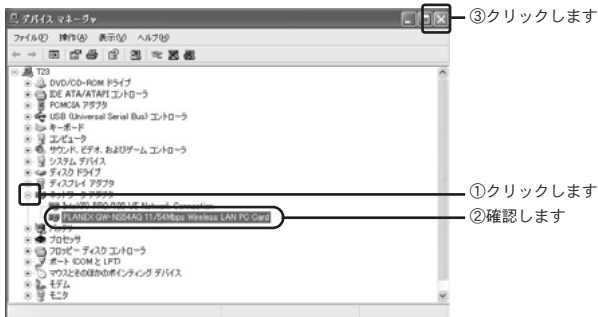 デバイス マネージャ
ファイル(F) 操作(A) 表示(V) ヘルプ(H)
T23
DVD/CD-ROM ドライブ
IDE ATA/ATAPI コントローラ
PCMCIA アダプタ
USB (Universal Serial Bus) コントローラ
キーボード
コンピュータ
サウンド、ビデオ、およびゲーム コントローラ
システム デバイス
ディスク ドライブ
ディスプレイ アダプタ
ネットワーク アダプタ
Intel(R) PRO/100 VE Network Connection
PLANEX GW-NS54AG 11/54Mbps Wireless LAN PC Card
バッテリ
プロセッサ
フロッピー ディスク コントローラ
ポート (COM と LPT)
マウスとそのほかのポインティング デバイス
モデム
モニタ
③クリックします
①クリックします
②確認します